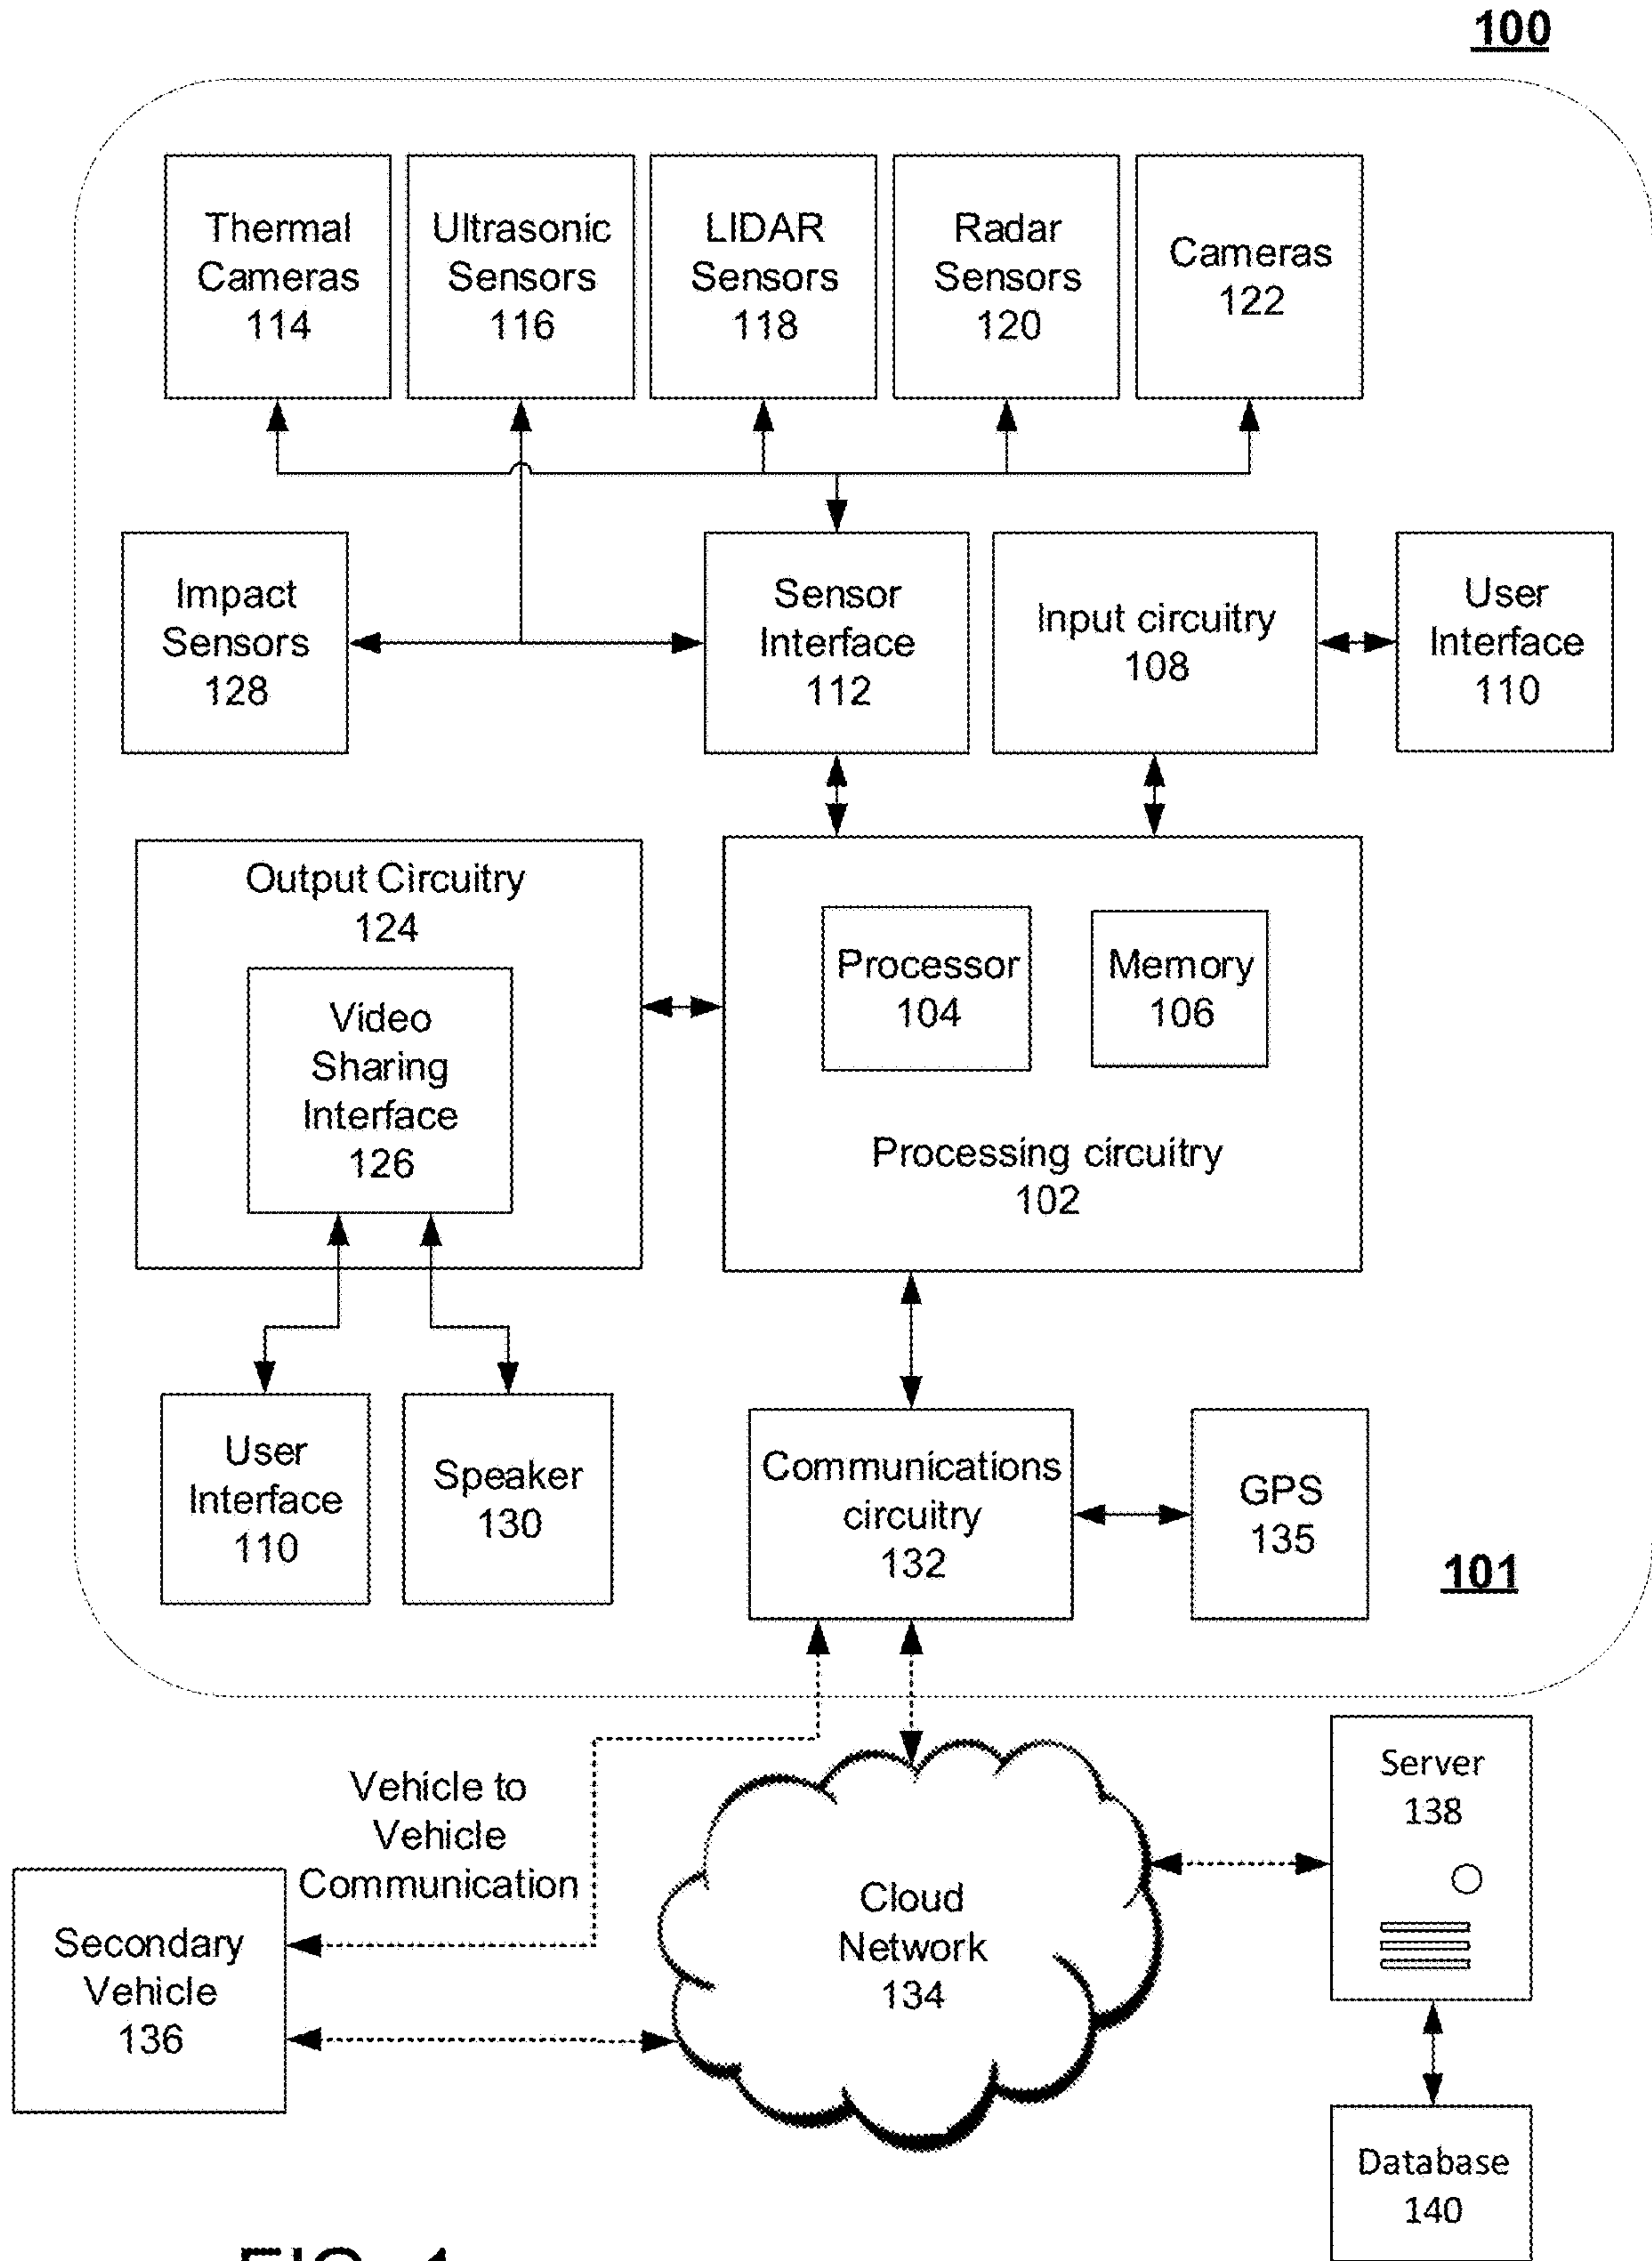 100
Thermal
Cameras
114
Ultrasonic
Sensors
116
LIDAR
Sensors
118
Radar
Sensors
120
Cameras
122
Impact
Sensors
128
Sensor
Interface
112
Input circuitry
108
User
Interface
110
Output Circuitry
124
Video
Sharing
Interface
126
Processor
104
Memory
106
Processing circuitry
102
User
Interface
110
Speaker
130
Communications
circuitry
132
GPS
135
101
Vehicle to
Vehicle
Communication
Secondary
Vehicle
136
Cloud
Network
134
Server
138
Database
140
FIG. 1